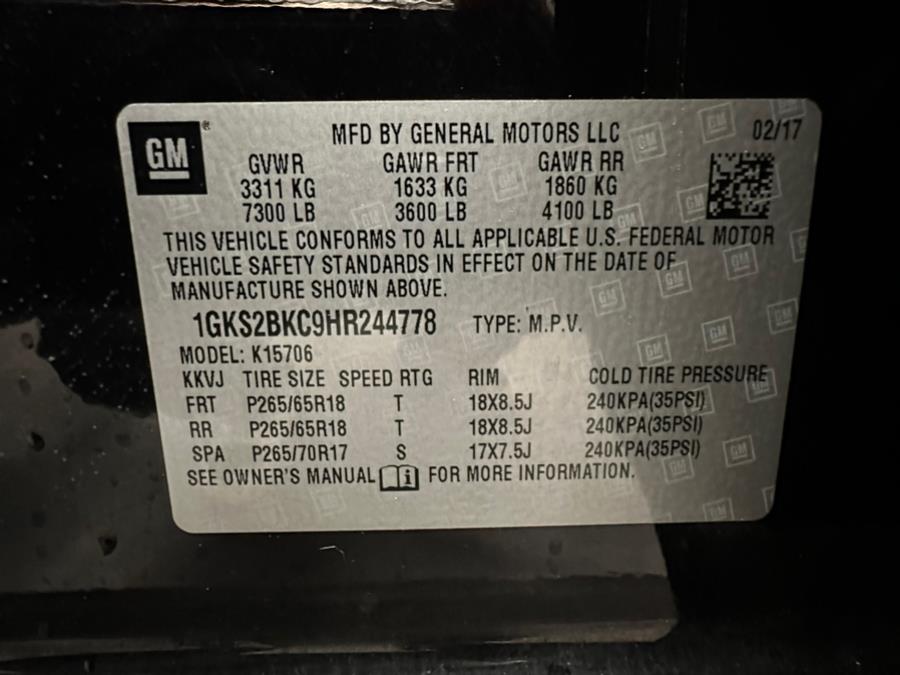 GM® MFD BY GENERAL MOTORS LLC 02/17
GVWR GAWR FRT GAWR RR
3311 KG 1633 KG 1860 KG
7300 LB 3600 LB 4100 LB
THIS VEHICLE CONFORMS TO ALL APPLICABLE U.S. FEDERAL MOTOR
VEHICLE SAFETY STANDARDS IN EFFECT ON THE DATE OF
MANUFACTURE SHOWN ABOVE.
1GKS2BKC9HR244778 TYPE: M.P.V.
MODEL: K15706
KKVJ TIRE SIZE SPEED RTG RIM COLD TIRE PRESSURE
FRT P265/65R18 T 18X8.5J 240KPA(35PSI)
RR P265/65R18 T 18X8.5J 240KPA(35PSI)
SPA P265/70R17 S 17X7.5J 240KPA(35PSI)
SEE OWNER'S MANUAL i FOR MORE INFORMATION.